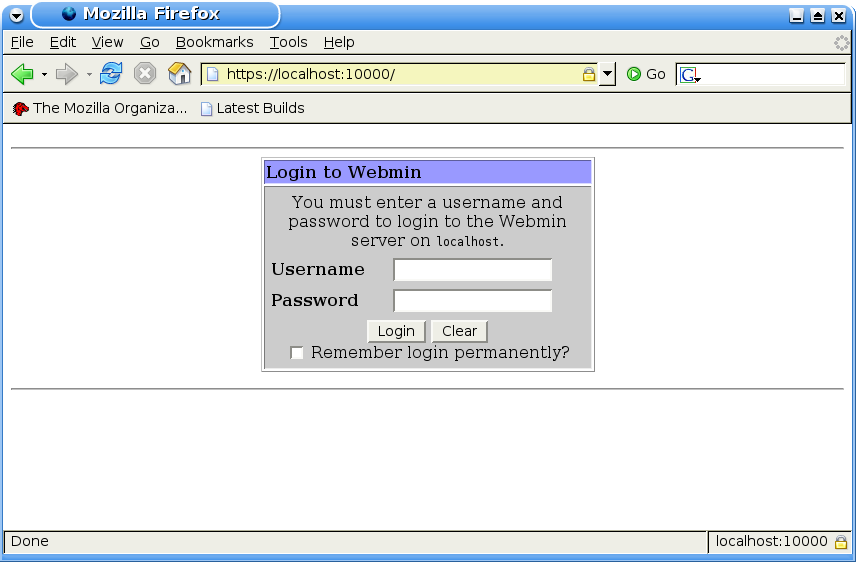 Mozilla Firefox
File Edit View Go Bookmarks Tools Help
https://localhost:10000/ Go G
The Mozilla Organiza... Latest Builds
Login to Webmin
You must enter a username and
password to login to the Webmin
server on localhost.
Username
Password
Login Clear
Remember login permanently?
Done localhost:10000